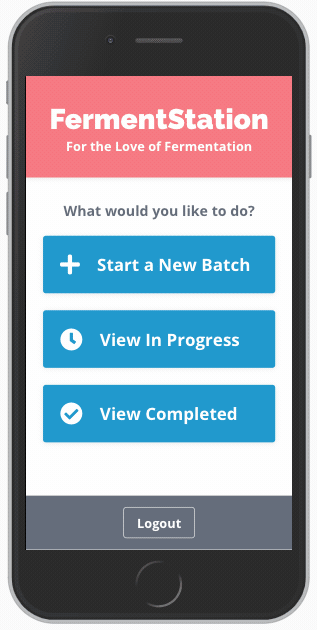 FermentStation
For the Love of Fermentation
What would you like to do?
Start a New Batch
View In Progress
View Completed
Logout